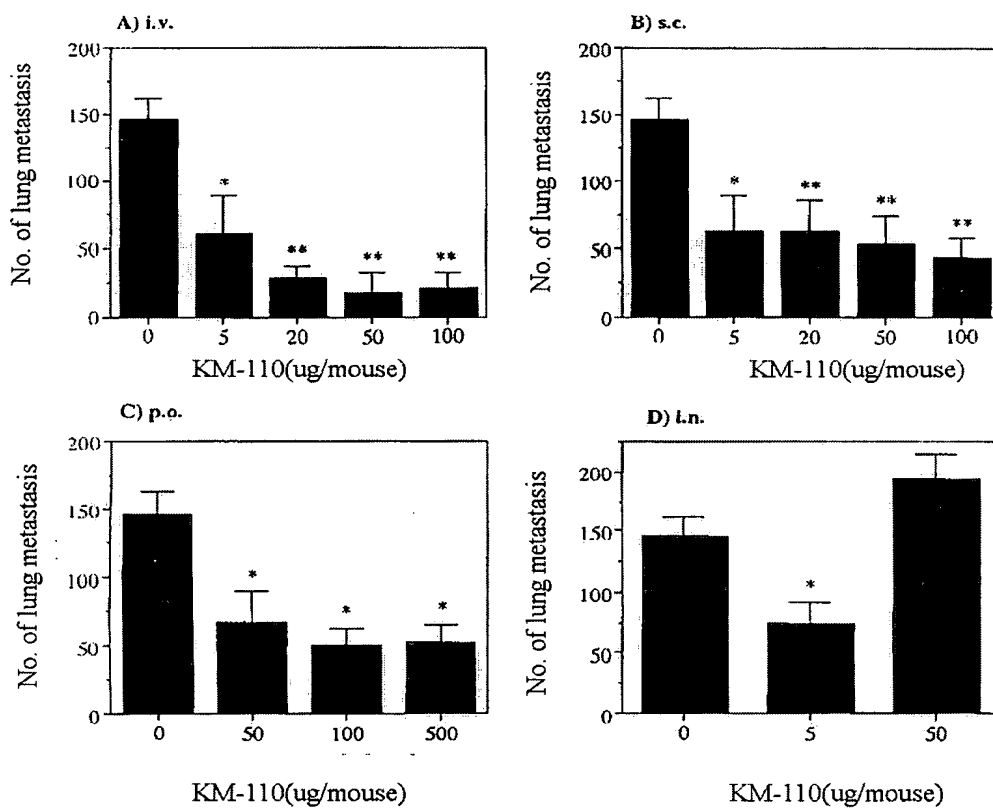 A) i.v.
No. of lung metastasis
200
150
100
50
0
*
**
**
**
0 5 20 50 100
KM-110(ug/mouse)
B) s.c.
No. of lung metastasis
200
150
100
50
0
*
**
**
**
0 5 20 50 100
KM-110(ug/mouse)
C) p.o.
No. of lung metastasis
200
150
100
50
0
*
*
*
0 50 100 500
KM-110(ug/mouse)
D) i.n.
No. of lung metastasis
200
150
100
50
0
*
0 5 50
KM-110(ug/mouse)